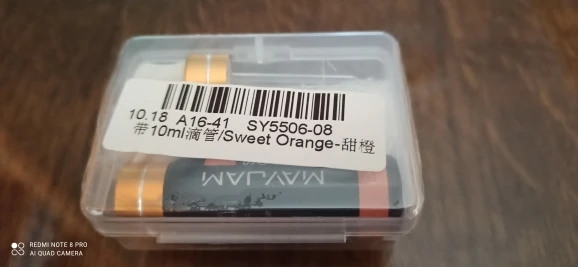 10.18 A16-41 SY5506-08
带10ml滴管/Sweet Orange-甜橙
MAYJAM
REDMI NOTE 8 PRO
AI QUAD CAMERA